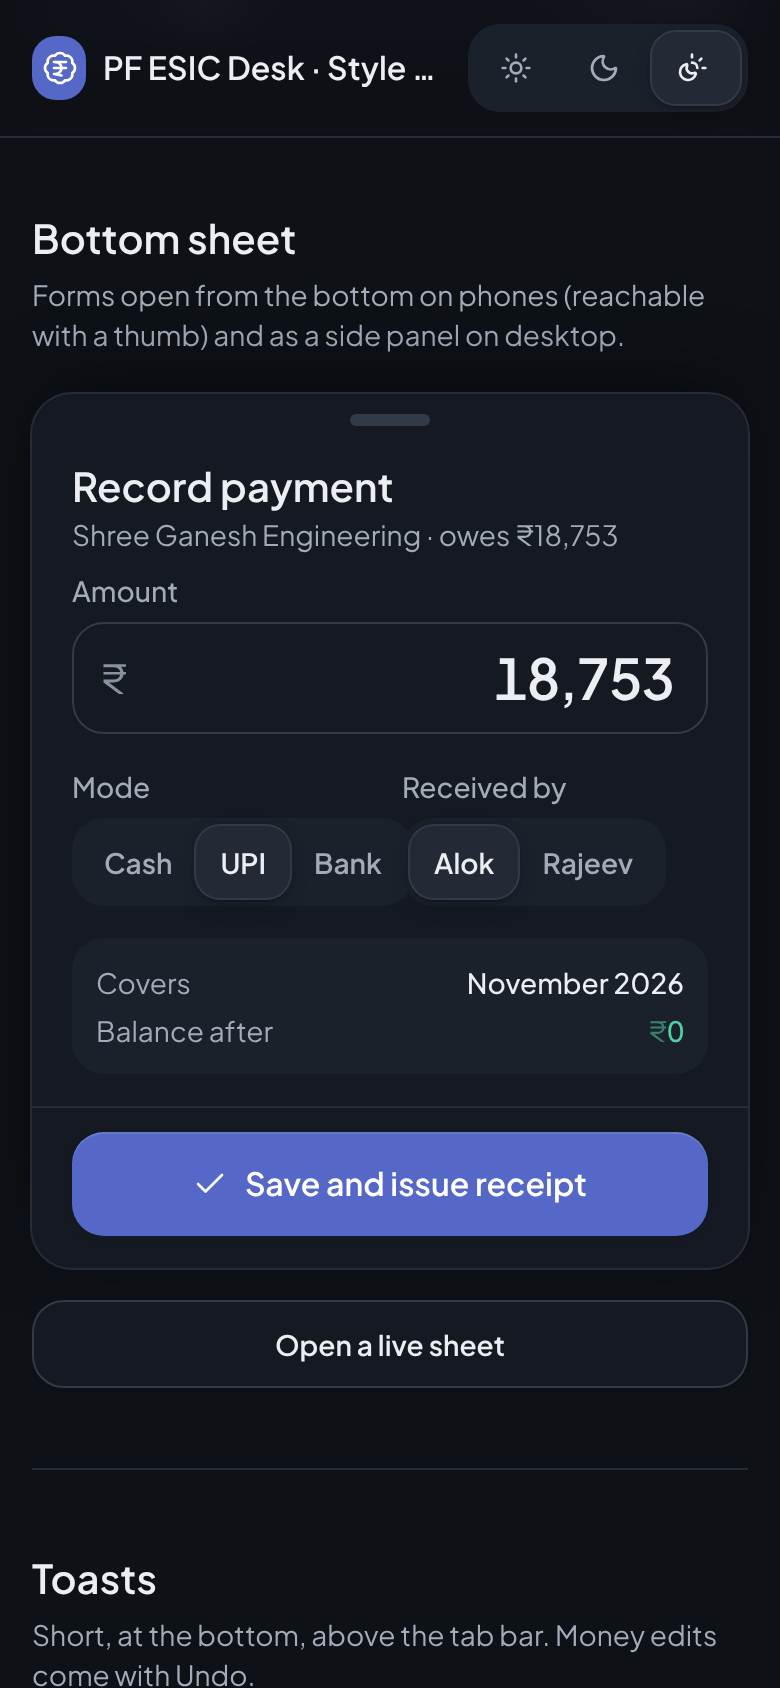 PF ESIC Desk · Style ...
Bottom sheet
Forms open from the bottom on phones (reachable
with a thumb) and as a side panel on desktop.
Record payment
Shree Ganesh Engineering · owes ₹18,753
Amount
₹ 18,753
Mode Received by
Cash UPI Bank Alok Rajeev
Covers November 2026
Balance after ₹0
Save and issue receipt
Open a live sheet
Toasts
Short, at the bottom, above the tab bar. Money edits
come with Undo.